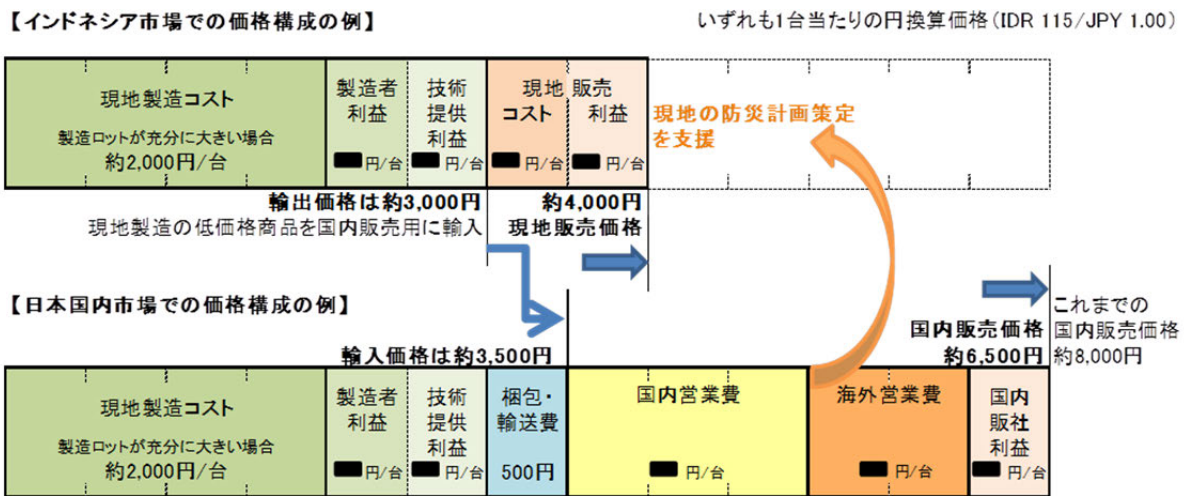 【インドネシア市場での価格構成の例】
いずれも1台当たりの円換算価格(IDR 115/JPY 1.00)
現地製造コスト
製造ロットが充分に大きい場合
約2,000円/台
製造者
利益
円/台
技術
提供
利益
円/台
現地
コスト
円/台
販売
利益
円/台
現地の防災計画策定
を支援
輸出価格は約3,000円
現地製造の低価格商品を国内販売用に輸入
約4,000円
現地販売価格
【日本国内市場での価格構成の例】
輸入価格は約3,500円
国内販売価格
約6,500円
これまでの
国内販売価格
約8,000円
現地製造コスト
製造ロットが充分に大きい場合
約2,000円/台
製造者
利益
円/台
技術
提供
利益
円/台
梱包・
輸送費
500円
国内営業費
円/台
海外営業費
円/台
国内
販社
利益
円/台